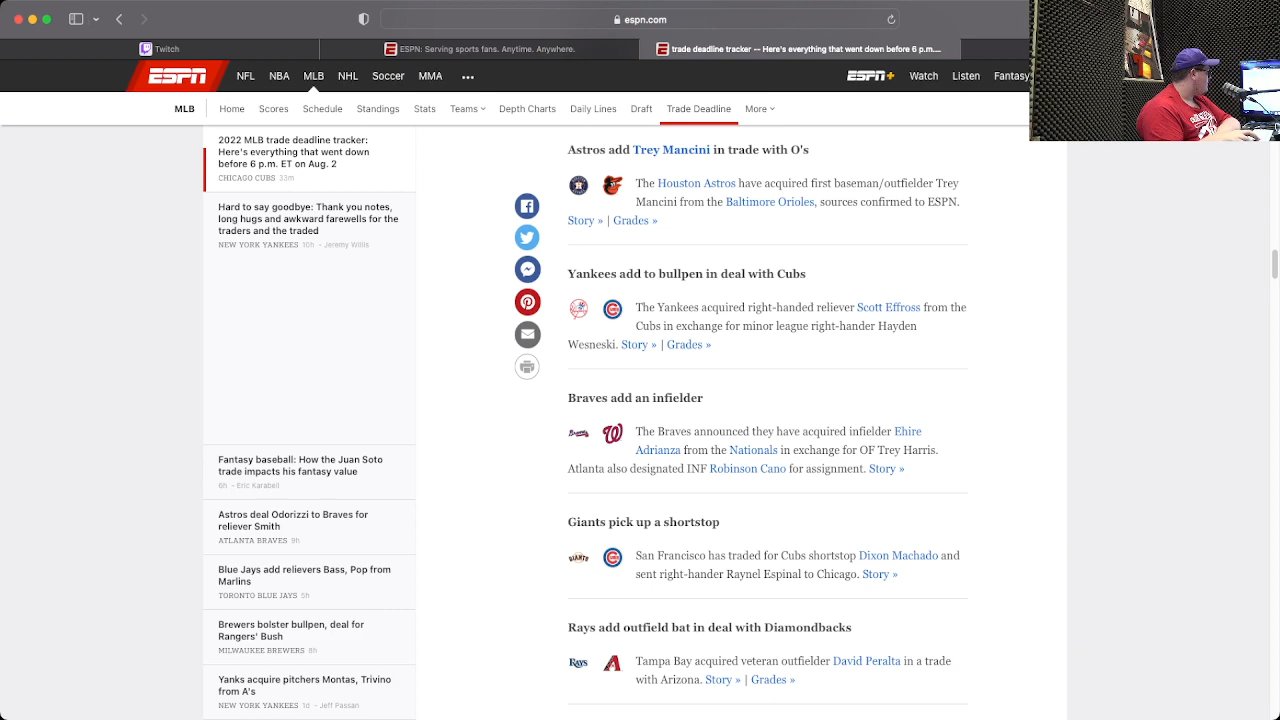 espn.com
Twitch
ESPN: Serving sports fans. Anytime. Anywhere.
trade deadline tracker -- Here's everything that went down before 6 p.m....
ESPN NFL NBA MLB NHL Soccer MMA ••• ESPN+ Watch Listen Fantasy
MLB Home Scores Schedule Standings Stats Teams Depth Charts Daily Lines Draft Trade Deadline More
2022 MLB trade deadline tracker:
Here's everything that went down
before 6 p.m. ET on Aug. 2
CHICAGO CUBS 33m
Hard to say goodbye: Thank you notes,
long hugs and awkward farewells for the
traders and the traded
NEW YORK YANKEES 10h - Jeremy Willis
Fantasy baseball: How the Juan Soto
trade impacts his fantasy value
6h - Eric Karabell
Astros deal Odorizzi to Braves for
reliever Smith
ATLANTA BRAVES 9h
Blue Jays add relievers Bass, Pop from
Marlins
TORONTO BLUE JAYS 5h
Brewers bolster bullpen, deal for
Rangers' Bush
MILWAUKEE BREWERS 8h
Yanks acquire pitchers Montas, Trivino
from A's
NEW YORK YANKEES 1d - Jeff Passan
Astros add Trey Mancini in trade with O's
The Houston Astros have acquired first baseman/outfielder Trey
Mancini from the Baltimore Orioles, sources confirmed to ESPN.
Story » | Grades »
Yankees add to bullpen in deal with Cubs
The Yankees acquired right-handed reliever Scott Effross from the
Cubs in exchange for minor league right-hander Hayden
Wesneski. Story » | Grades »
Braves add an infielder
Braves
The Braves announced they have acquired infielder Ehire
Adrianza from the Nationals in exchange for OF Trey Harris.
Atlanta also designated INF Robinson Cano for assignment. Story »
Giants pick up a shortstop
GIANTS
San Francisco has traded for Cubs shortstop Dixon Machado and
sent right-hander Raynel Espinal to Chicago. Story »
Rays add outfield bat in deal with Diamondbacks
Rays
Tampa Bay acquired veteran outfielder David Peralta in a trade
with Arizona. Story » | Grades »